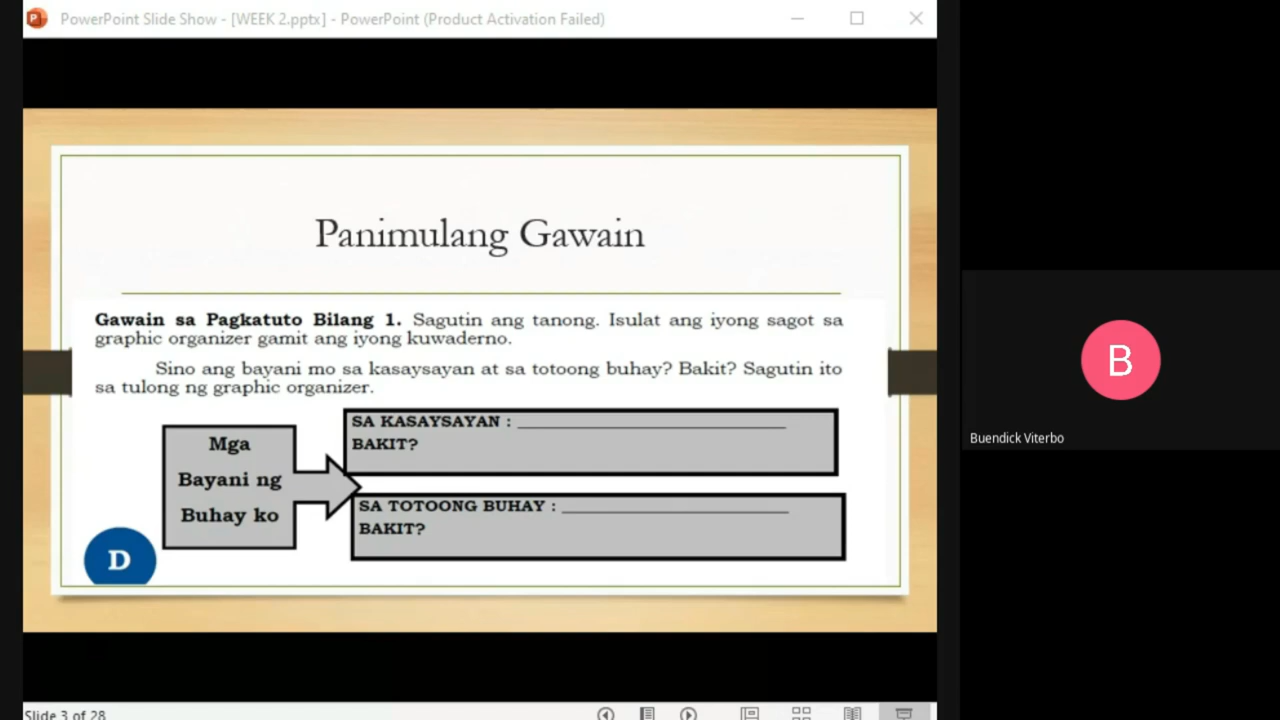 PowerPoint Slide Show - [WEEK 2.pptx] - PowerPoint (Product Activation Failed)
Panimulang Gawain
Gawain sa Pagkatuto Bilang 1. Sagutin ang tanong. Isulat ang iyong sagot sa
graphic organizer gamit ang iyong kuwaderno.
Sino ang bayani mo sa kasaysayan at sa totoong buhay? Bakit? Sagutin ito
sa tulong ng graphic organizer.
Mga
Bayani ng
Buhay ko
SA KASAYSAYAN : ______________________________
BAKIT?
SA TOTOONG BUHAY : _________________________
BAKIT?
D
B
Buendick Viterbo
Slide 3 of 28